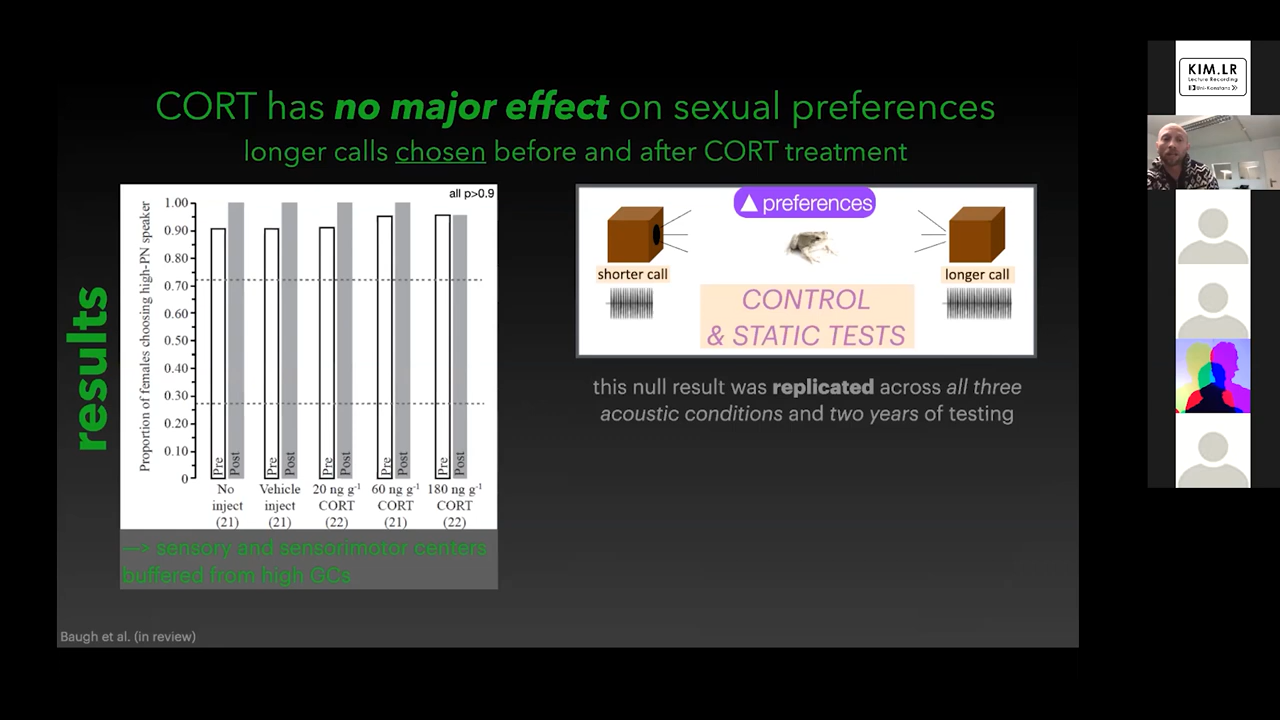 CORT has no major effect on sexual preferences
longer calls chosen before and after CORT treatment
results
all p>0.9
Proportion of females choosing high-PN speaker
1.00
0.90
0.80
0.70
0.60
0.50
0.40
0.30
0.20
0.10
0
Pre Post Pre Post Pre Post Pre Post Pre Post
No Vehicle 20 ng g-1 60 ng g-1 180 ng g-1
inject inject CORT CORT CORT
(21) (21) (22) (21) (22)
—> sensory and sensorimotor centers
buffered from high GCs
▲ preferences
shorter call
longer call
CONTROL
& STATIC TESTS
this null result was replicated across all three
acoustic conditions and two years of testing
Baugh et al. (in review)
KIM.LR
Lecture Recording
Uni-Konstanz